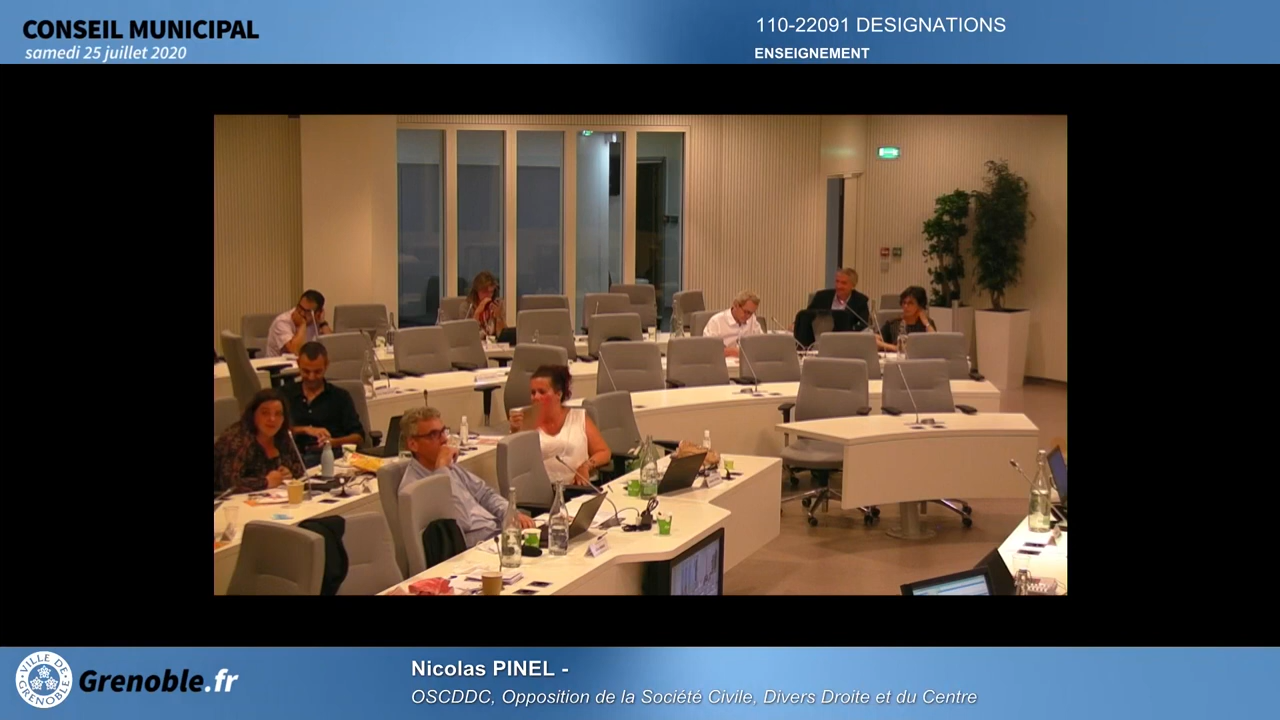 CONSEIL MUNICIPAL
samedi 25 juillet 2020
110-22091 DESIGNATIONS
ENSEIGNEMENT
VILLE DE GRENOBLE
Grenoble.fr
Nicolas PINEL -
OSCDDC, Opposition de la Société Civile, Divers Droite et du Centre